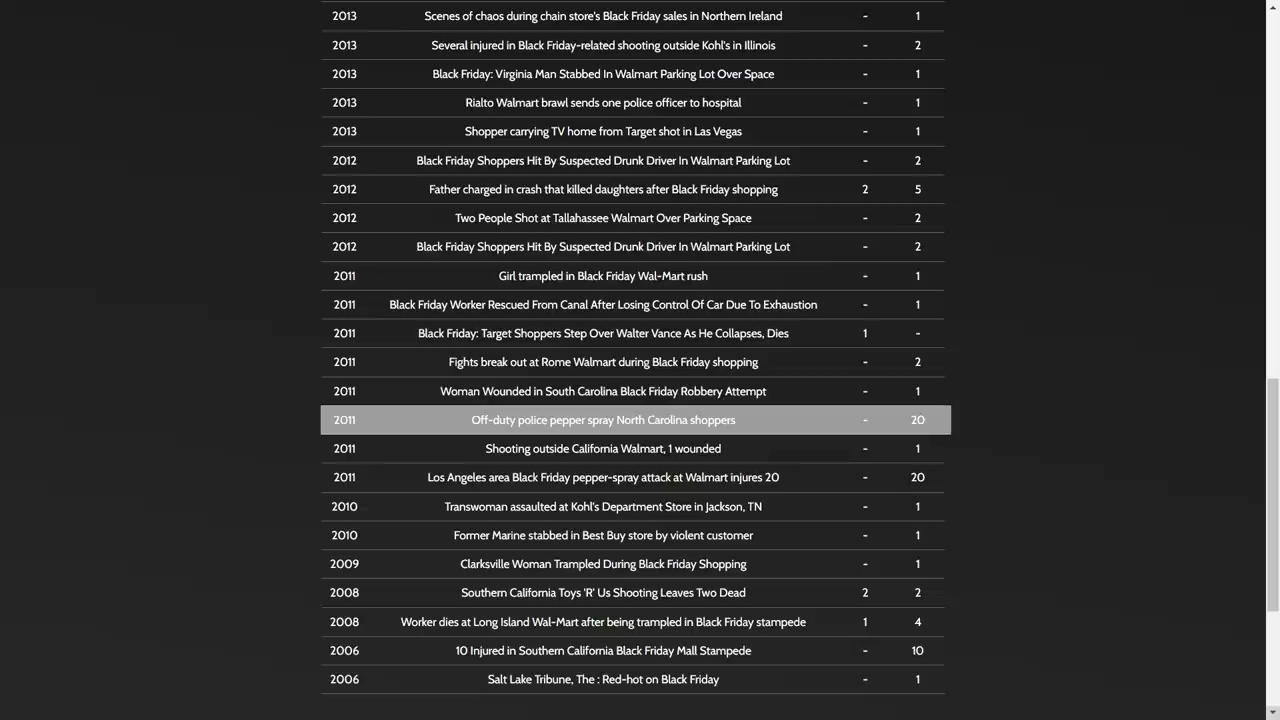 2013 Scenes of chaos during chain store's Black Friday sales in Northern Ireland - 1
2013 Several injured in Black Friday-related shooting outside Kohl's in Illinois - 2
2013 Black Friday: Virginia Man Stabbed In Walmart Parking Lot Over Space - 1
2013 Rialto Walmart brawl sends one police officer to hospital - 1
2013 Shopper carrying TV home from Target shot in Las Vegas - 1
2012 Black Friday Shoppers Hit By Suspected Drunk Driver In Walmart Parking Lot - 2
2012 Father charged in crash that killed daughters after Black Friday shopping 2 5
2012 Two People Shot at Tallahassee Walmart Over Parking Space - 2
2012 Black Friday Shoppers Hit By Suspected Drunk Driver In Walmart Parking Lot - 2
2011 Girl trampled in Black Friday Wal-Mart rush - 1
2011 Black Friday Worker Rescued From Canal After Losing Control Of Car Due To Exhaustion - 1
2011 Black Friday: Target Shoppers Step Over Walter Vance As He Collapses, Dies 1 -
2011 Fights break out at Rome Walmart during Black Friday shopping - 2
2011 Woman Wounded in South Carolina Black Friday Robbery Attempt - 1
2011 Off-duty police pepper spray North Carolina shoppers - 20
2011 Shooting outside California Walmart, 1 wounded - 1
2011 Los Angeles area Black Friday pepper-spray attack at Walmart injures 20 - 20
2010 Transwoman assaulted at Kohl's Department Store in Jackson, TN - 1
2010 Former Marine stabbed in Best Buy store by violent customer - 1
2009 Clarksville Woman Trampled During Black Friday Shopping - 1
2008 Southern California Toys 'R' Us Shooting Leaves Two Dead 2 2
2008 Worker dies at Long Island Wal-Mart after being trampled in Black Friday stampede 1 4
2006 10 Injured in Southern California Black Friday Mall Stampede - 10
2006 Salt Lake Tribune, The : Red-hot on Black Friday - 1